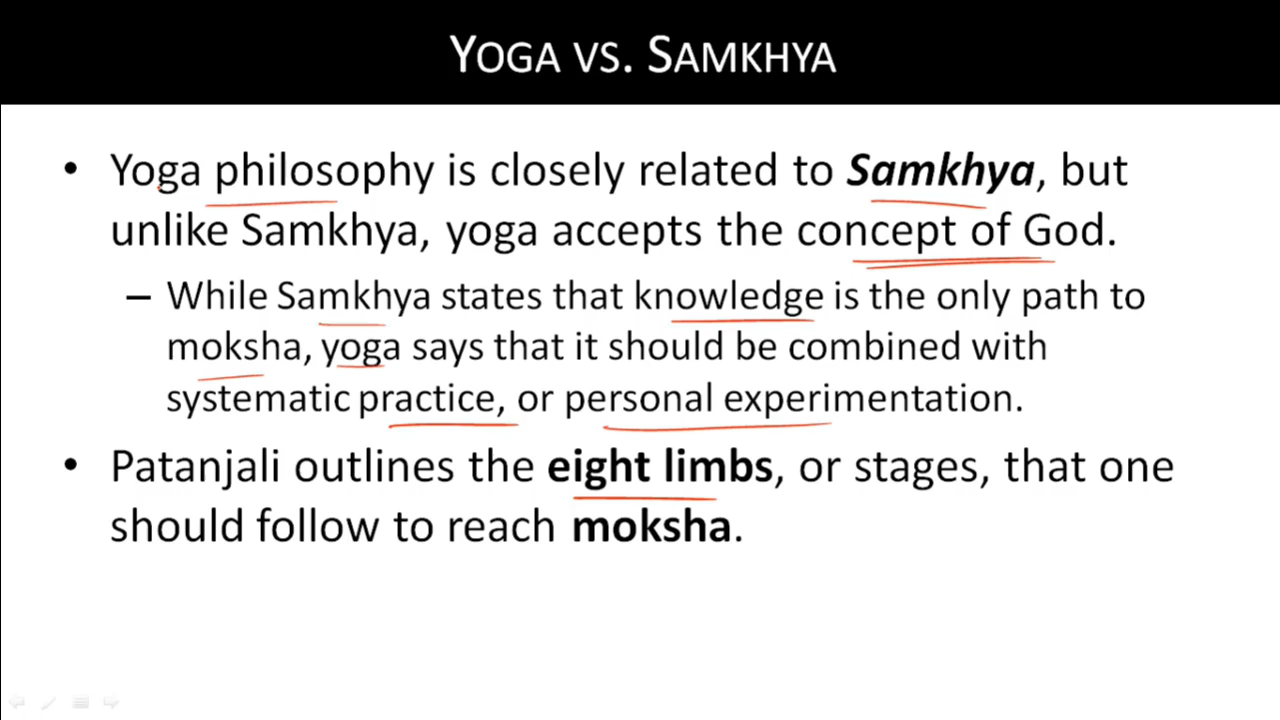 YOGA VS. SAMKHYA
• Yoga philosophy is closely related to Samkhya, but
unlike Samkhya, yoga accepts the concept of God.
– While Samkhya states that knowledge is the only path to
moksha, yoga says that it should be combined with
systematic practice, or personal experimentation.
• Patanjali outlines the eight limbs, or stages, that one
should follow to reach moksha.